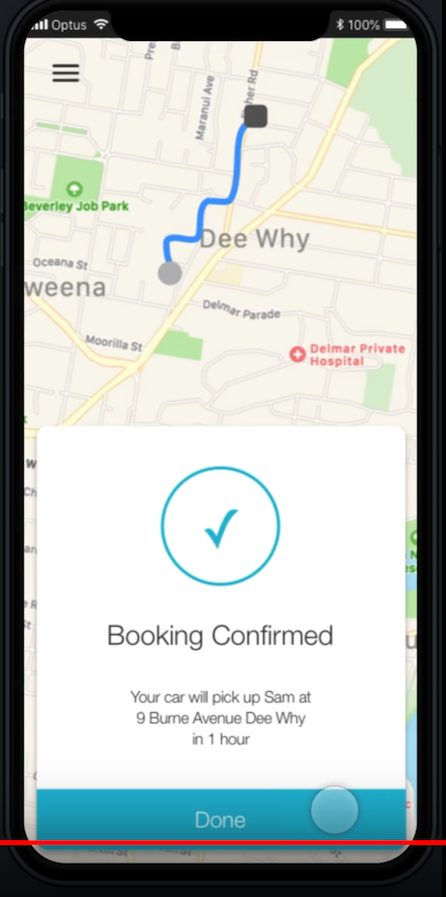 Optus
100%
Maranui Ave
Beverley Job Park
Dee Why
Oceana St
weena
Delmar Parade
Moorilla St
Delmar Private
Hospital
Booking Confirmed
Your car will pick up Sam at
9 Burne Avenue Dee Why
in 1 hour
Done